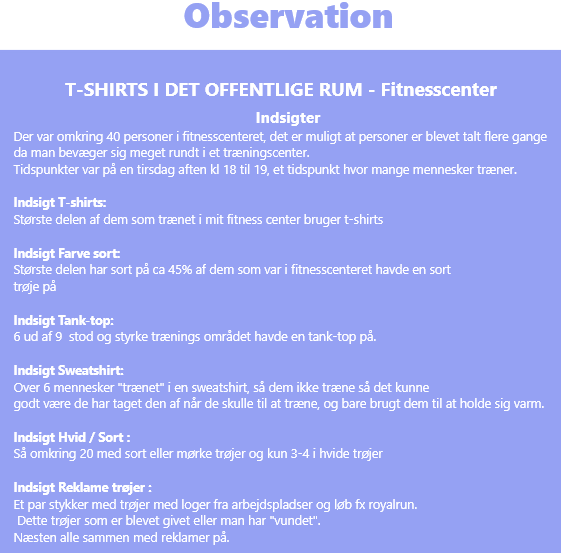 Observation
T-SHIRTS I DET OFFENTLIGE RUM - Fitnesscenter
Indsigter
Der var omkring 40 personer i fitnesscenteret, det er muligt at personer er blevet talt flere gange
da man bevæger sig meget rundt i et træningscenter.
Tidspunkter var på en tirsdag aften kl 18 til 19, et tidspunkt hvor mange mennesker træner.
Indsigt T-shirts:
Største delen af dem som trænet i mit fitness center bruger t-shirts
Indsigt Farve sort:
Største delen har sort på ca 45% af dem som var i fitnesscenteret havde en sort
trøje på
Indsigt Tank-top:
6 ud af 9  stod og styrke trænings området havde en tank-top på.
Indsigt Sweatshirt:
Over 6 mennesker "trænet" i en sweatshirt, så dem ikke træne så det kunne
godt være de har taget den af når de skulle til at træne, og bare brugt dem til at holde sig varm.
Indsigt Hvid / Sort :
Så omkring 20 med sort eller mørke trøjer og kun 3-4 i hvide trøjer
Indsigt Reklame trøjer :
Et par stykker med trøjer med loger fra arbejdspladser og løb fx royalrun.
Dette trøjer som er blevet givet eller man har "vundet".
Næsten alle sammen med reklamer på.